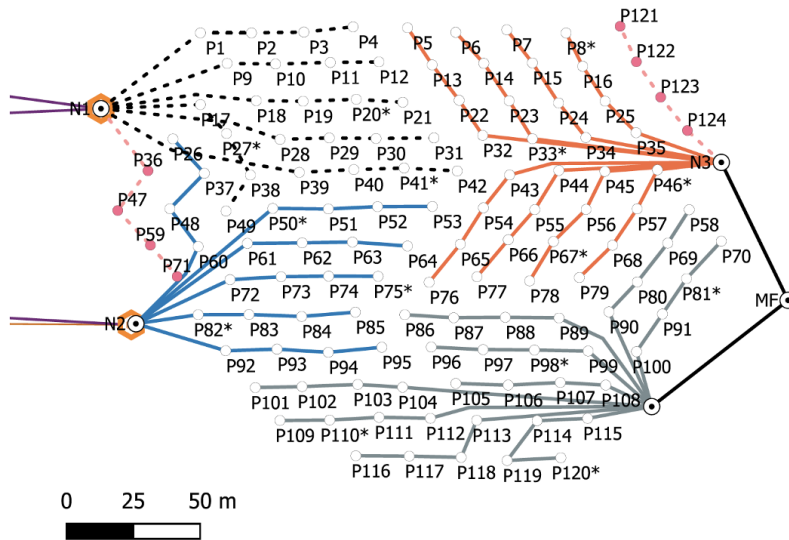 P121
P1 P2 P3 P4 P5 P6 P7 P8*
P122
P9 P10 P11 P12 P13 P14 P15 P16
P123
N1
P17 P18 P19 P20* P21 P22 P23 P24 P25
P124
P26 P27* P28 P29 P30 P31 P32 P33* P34 P35
N3
P36 P37 P38 P39 P40 P41* P42 P43 P44 P45 P46*
P47 P48 P49 P50* P51 P52 P53 P54 P55 P56 P57 P58
P59 P60 P61 P62 P63 P64 P65 P66 P67* P68 P69 P70
P71 P72 P73 P74 P75* P76 P77 P78 P79 P80 P81*
MF
N2
P82* P83 P84 P85 P86 P87 P88 P89 P90 P91
P92 P93 P94 P95 P96 P97 P98* P99 P100
P101 P102 P103 P104 P105 P106 P107 P108
P109 P110* P111 P112 P113 P114 P115
P116 P117 P118 P119 P120*
0 25 50 m